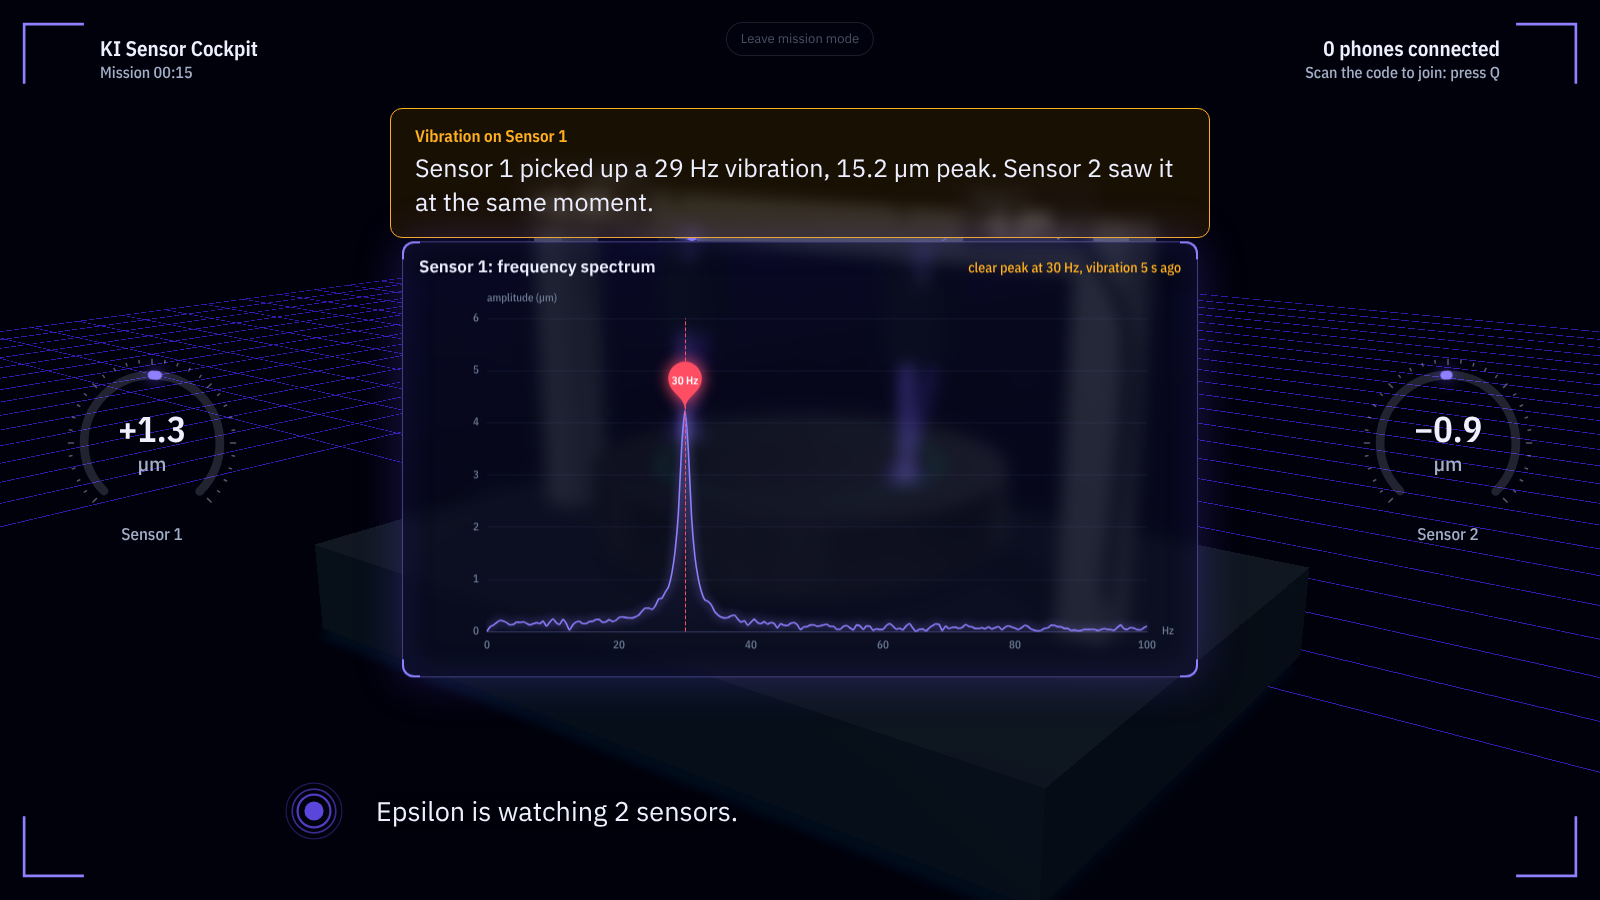 KI Sensor Cockpit
Mission 00:15
Leave mission mode
0 phones connected
Scan the code to join: press Q
Vibration on Sensor 1
Sensor 1 picked up a 29 Hz vibration, 15.2 µm peak. Sensor 2 saw it
at the same moment.
Sensor 1: frequency spectrum
clear peak at 30 Hz, vibration 5 s ago
amplitude (µm)
6
5
30 Hz
4
3
2
1
0
0 20 40 60 80 100 Hz
+1.3
µm
Sensor 1
−0.9
µm
Sensor 2
Epsilon is watching 2 sensors.